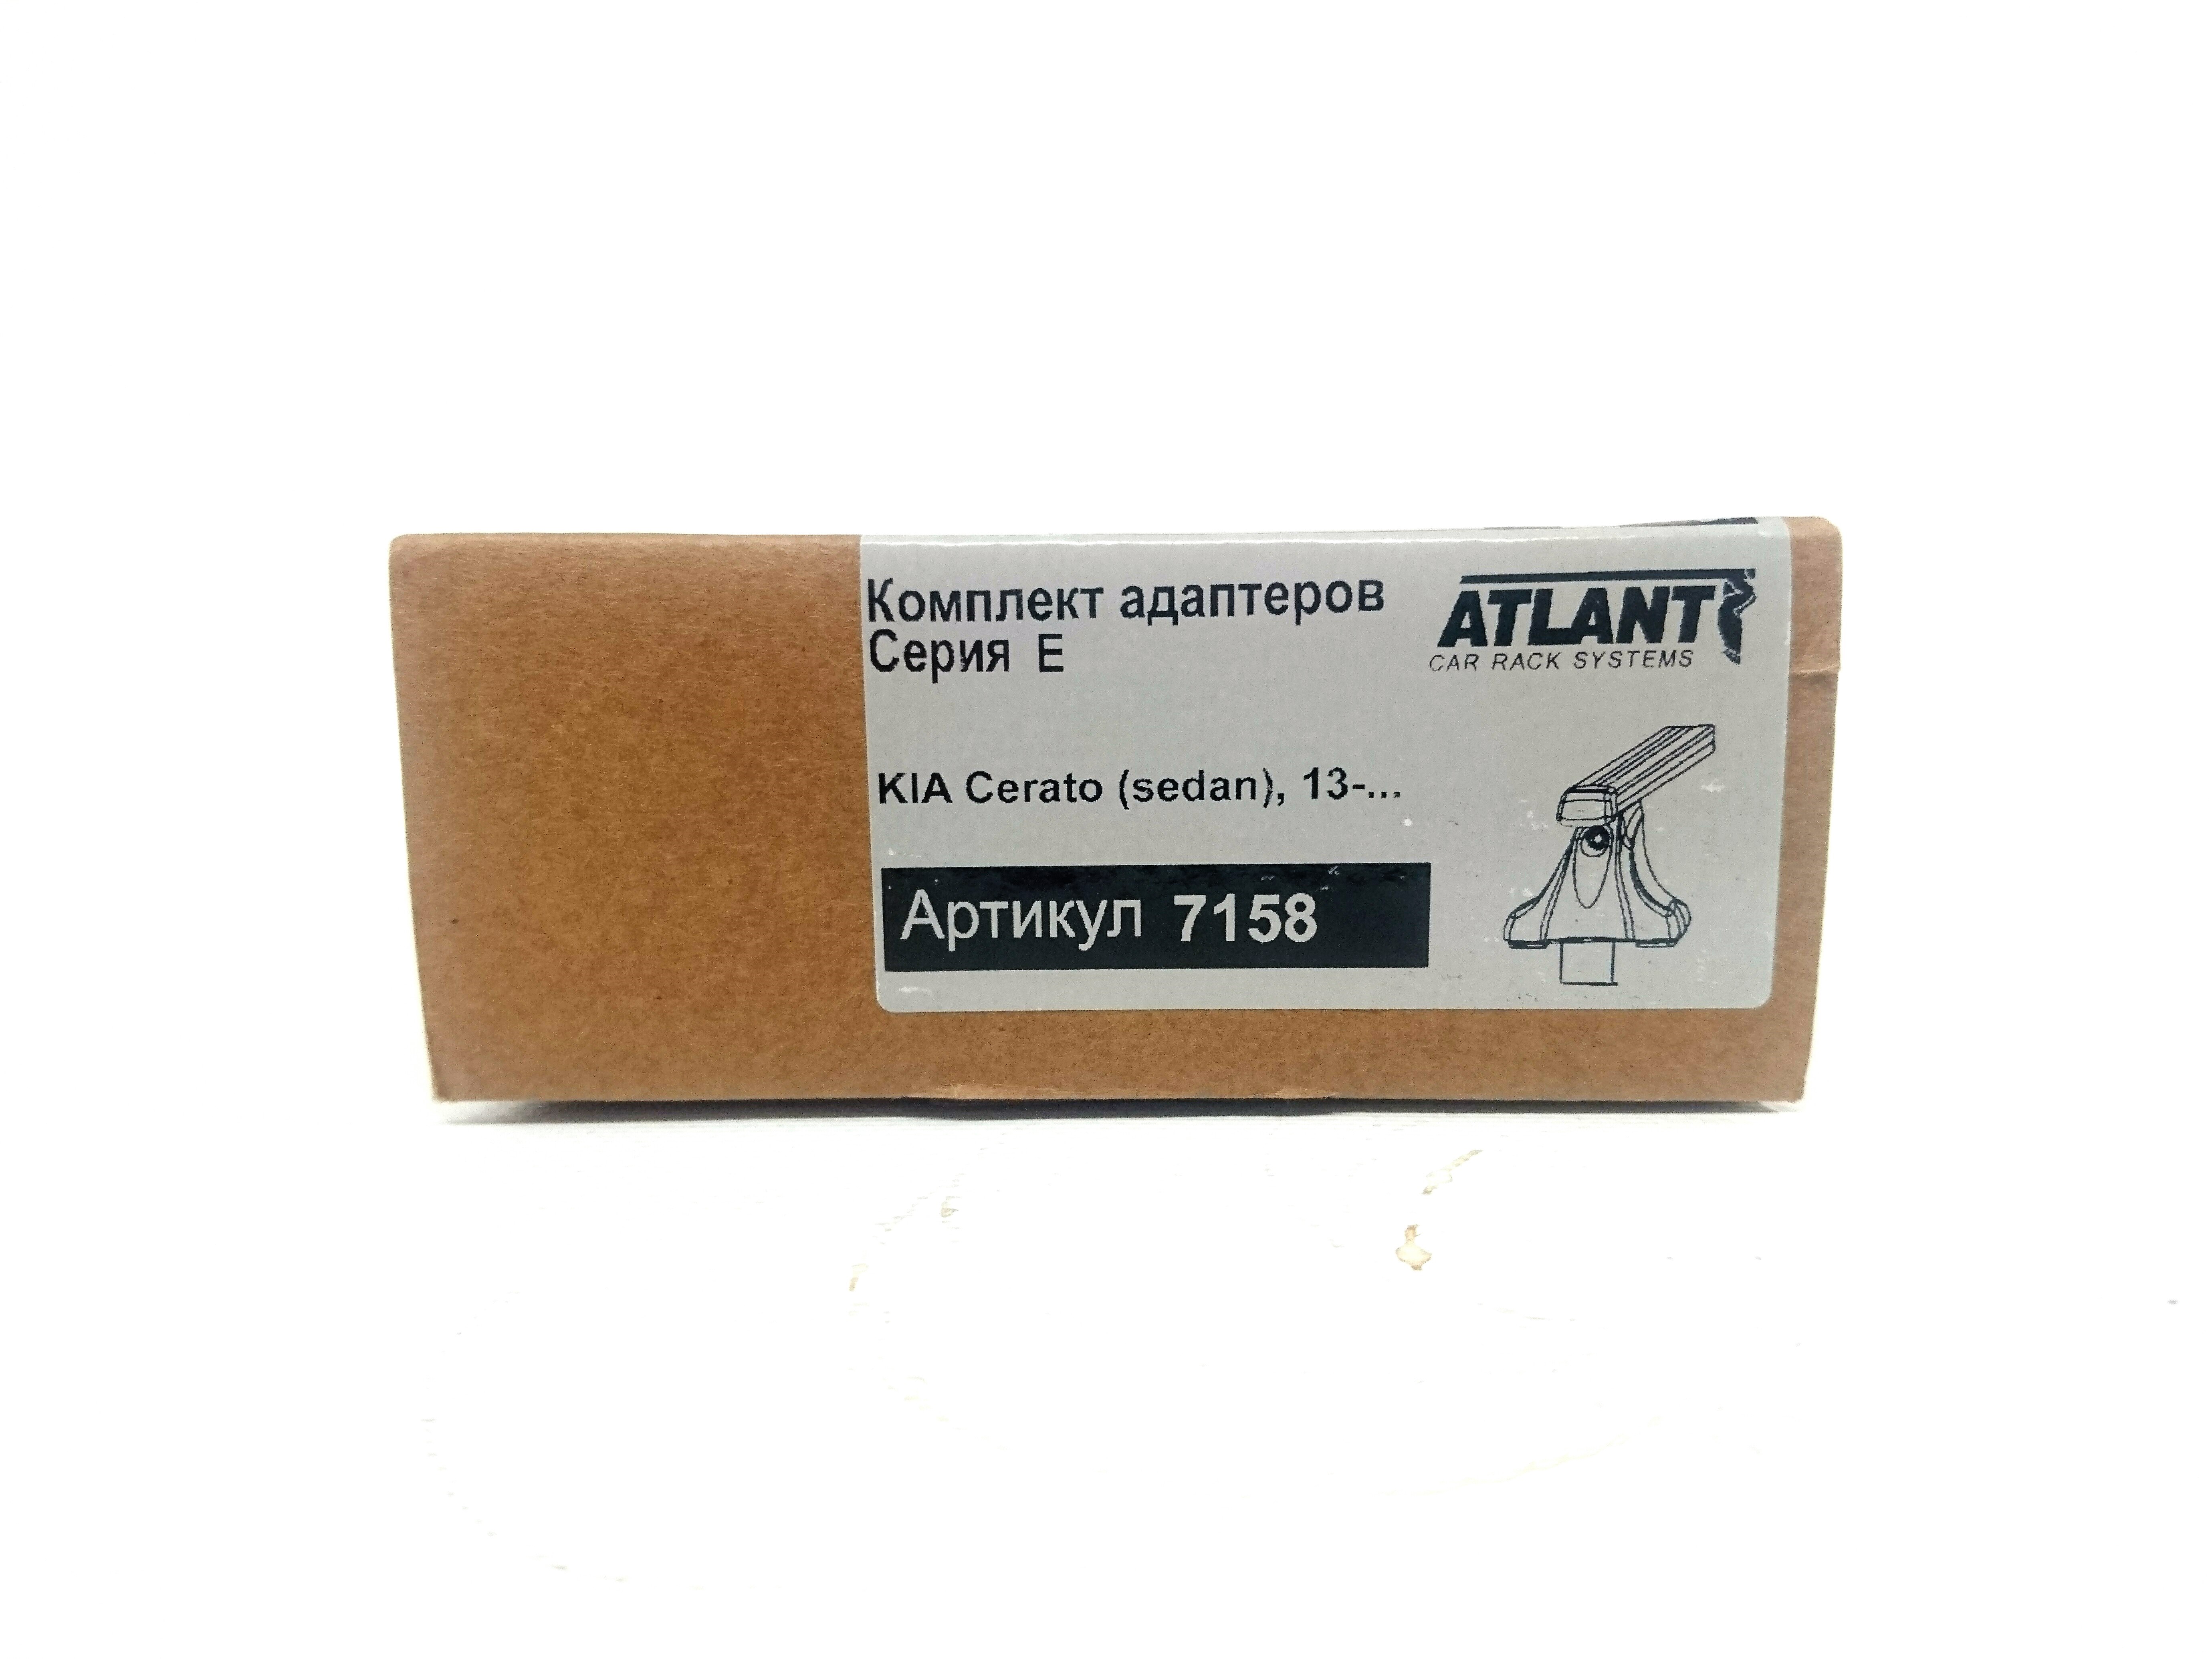 Комплект адаптеров
Серия E
ATLANT
CAR RACK SYSTEMS
KIA Cerato (sedan), 13-...
Артикул 7158